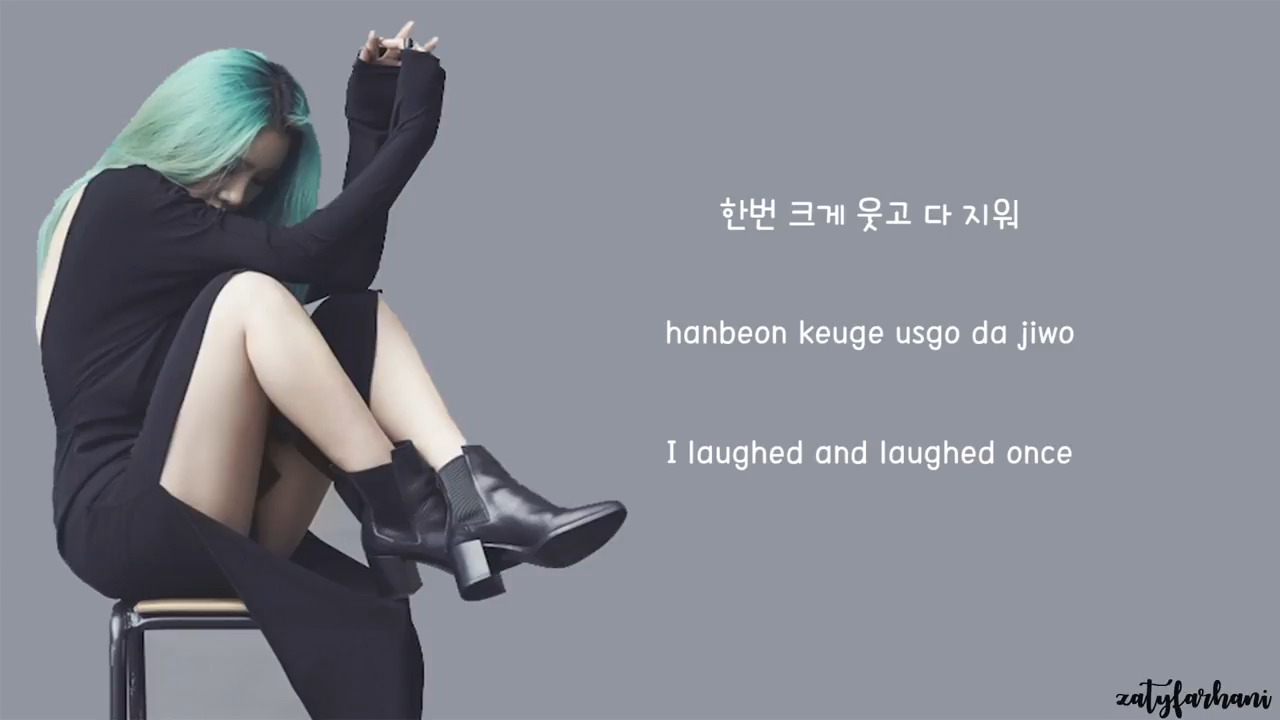 한번 크게 웃고 다 지워
hanbeon keuge usgo da jiwo
I laughed and laughed once
zatyfarhani